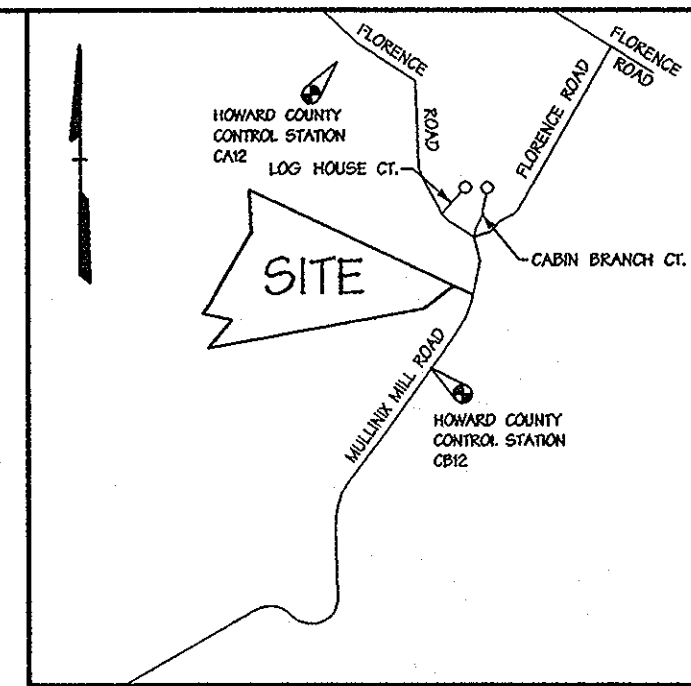 FLORENCE
ROAD
FLORENCE
ROAD
FLORENCE ROAD
HOWARD COUNTY
CONTROL STATION
CA12
LOG HOUSE CT.
CABIN BRANCH CT.
SITE
MULLINIX MILL ROAD
HOWARD COUNTY
CONTROL STATION
CB12